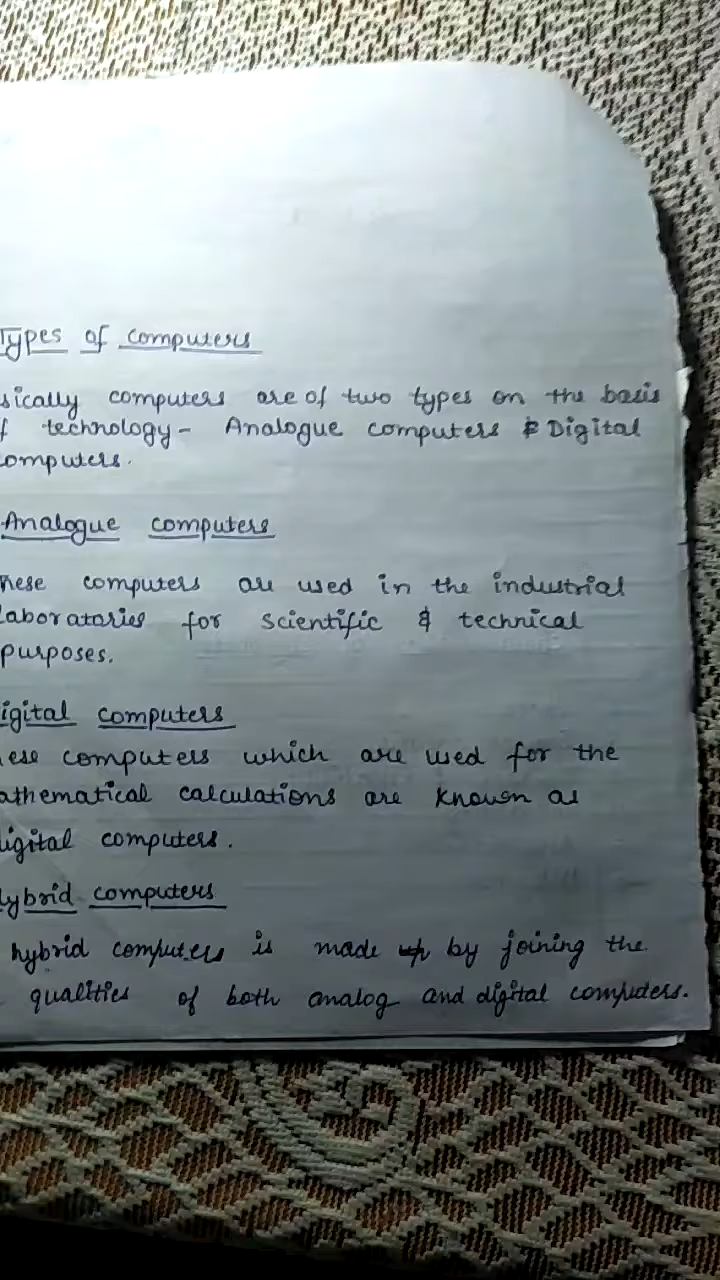 Types of computers
sically computers are of two types on the basis
f technology- Analogue computers & Digital
omputers.
Analogue computers
hese computers are used in the industrial
Laboratories for scientific & technical
purposes.
igital computers
ese computers which are used for the
athematical calculations are known as
igital computers.
ybrid computers
hybrid computers is made up by joining the
qualities of both analog and digital computers.